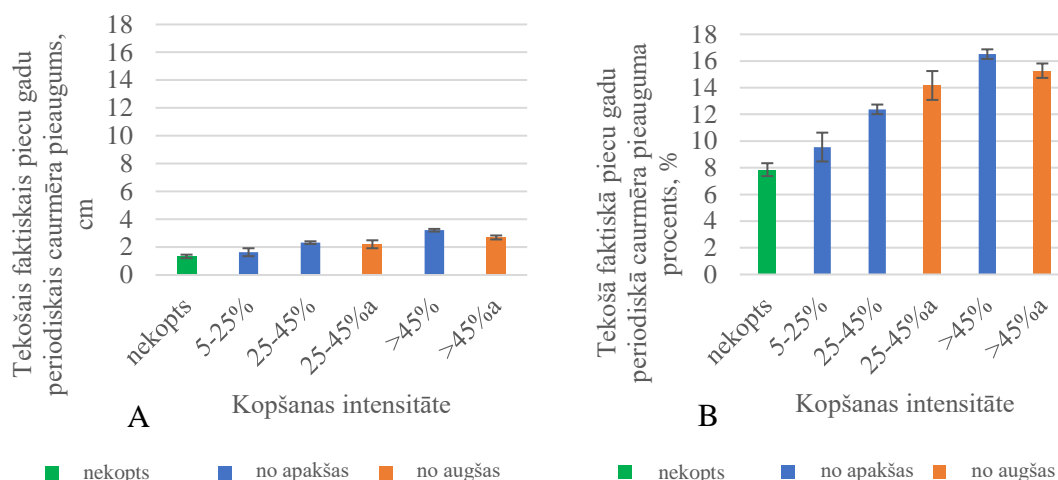 Tekošais faktiskais piecu gadu
periodiskais caurmēra pieaugums,
cm
18
16
14
12
10
8
6
4
2
0
nekopts
5-25%
25-45%
25-45%a
>45%
>45%a
Kopšanas intensitāte
A
nekopts
no apakšas
no augšas
Tekošā faktiskā piecu gadu
periodiskā caurmēra pieauguma
procents, %
18
16
14
12
10
8
6
4
2
0
nekopts
5-25%
25-45%
25-45%a
>45%
>45%a
Kopšanas intensitāte
B
nekopts
no apakšas
no augšas